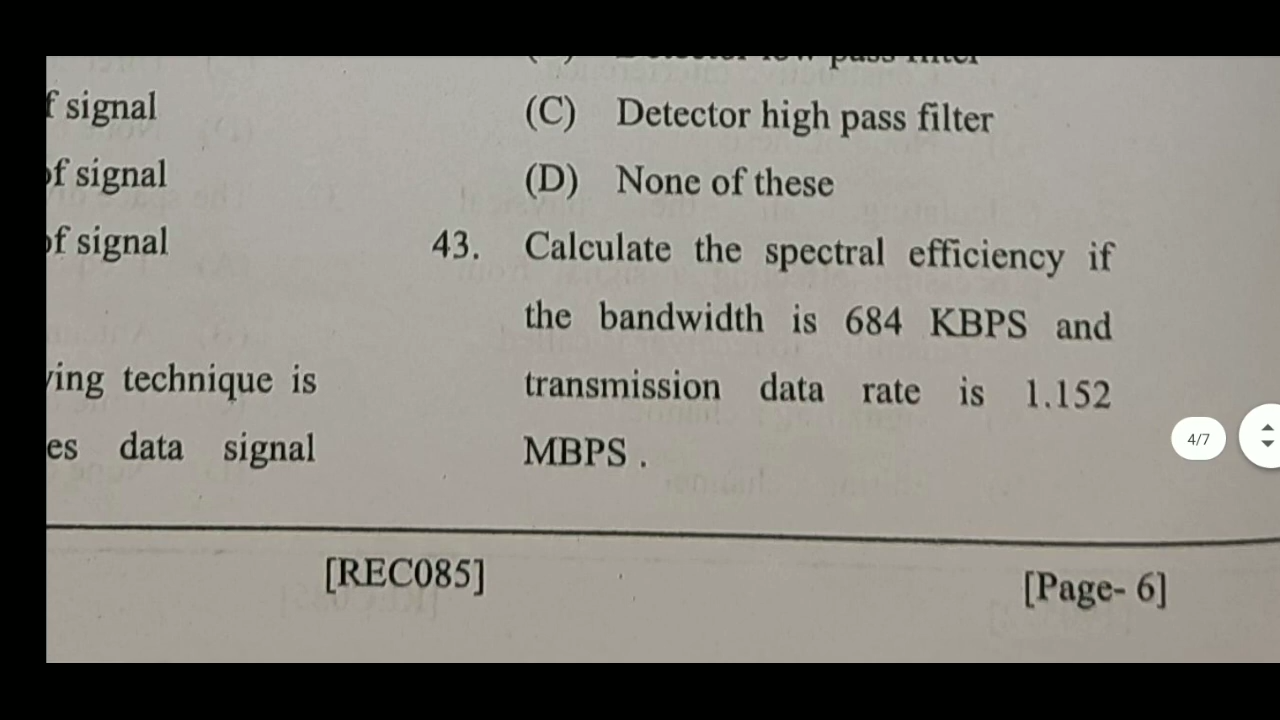 f signal
of signal
of signal
ing technique is
es data signal
pass filter
(C) Detector high pass filter
(D) None of these
43. Calculate the spectral efficiency if
the bandwidth is 684 KBPS and
transmission data rate is 1.152
MBPS .
4/7
[REC085]
[Page- 6]